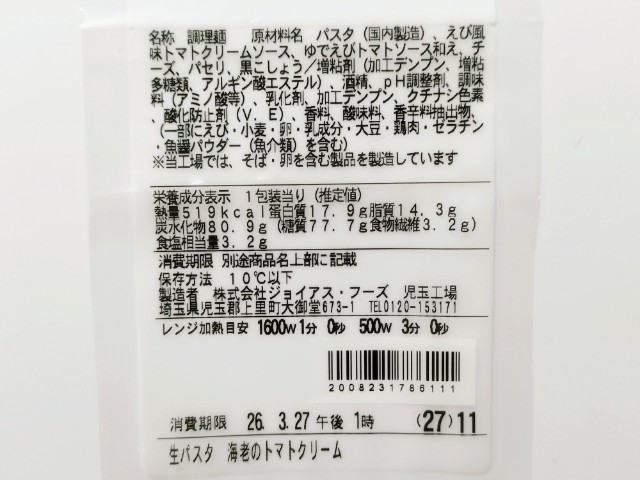 名称 調理麺　原材料名 パスタ（国内製造）、えび風
味トマトクリームソース、ゆでえびトマトソース和え、チ
ーズ、パセリ、黒こしょう／増粘剤（加工デンプン、増粘
多糖類、アルギン酸エステル）、酒精、pH調整剤、調味
料（アミノ酸等）、乳化剤、加工デンプン、クチナシ色素
、酸化防止剤（V．E）、香料、酸味料、香辛料抽出物、
（一部にえび・小麦・卵・乳成分・大豆・鶏肉・ゼラチン
・魚醤パウダー（魚介類）を含む）
※当工場では、そば・卵を含む製品を製造しています
栄養成分表示 1包装当り（推定値）
熱量519kcal蛋白質17.9g脂質14.3g
炭水化物80.9g（糖質77.7g食物繊維3.2g）
食塩相当量3.2g
消費期限 別途商品名上部に記載
保存方法 10℃以下
製造者 株式会社ジョイアス・フーズ 児玉工場
埼玉県児玉郡上里町大御堂673-1 TEL0120-153171
レンジ加熱目安 1600W 1分 0秒 500W 3分 0秒
2008231786111
消費期限 26. 3.27 午後 1時 (27) 11
生パスタ 海老のトマトクリーム